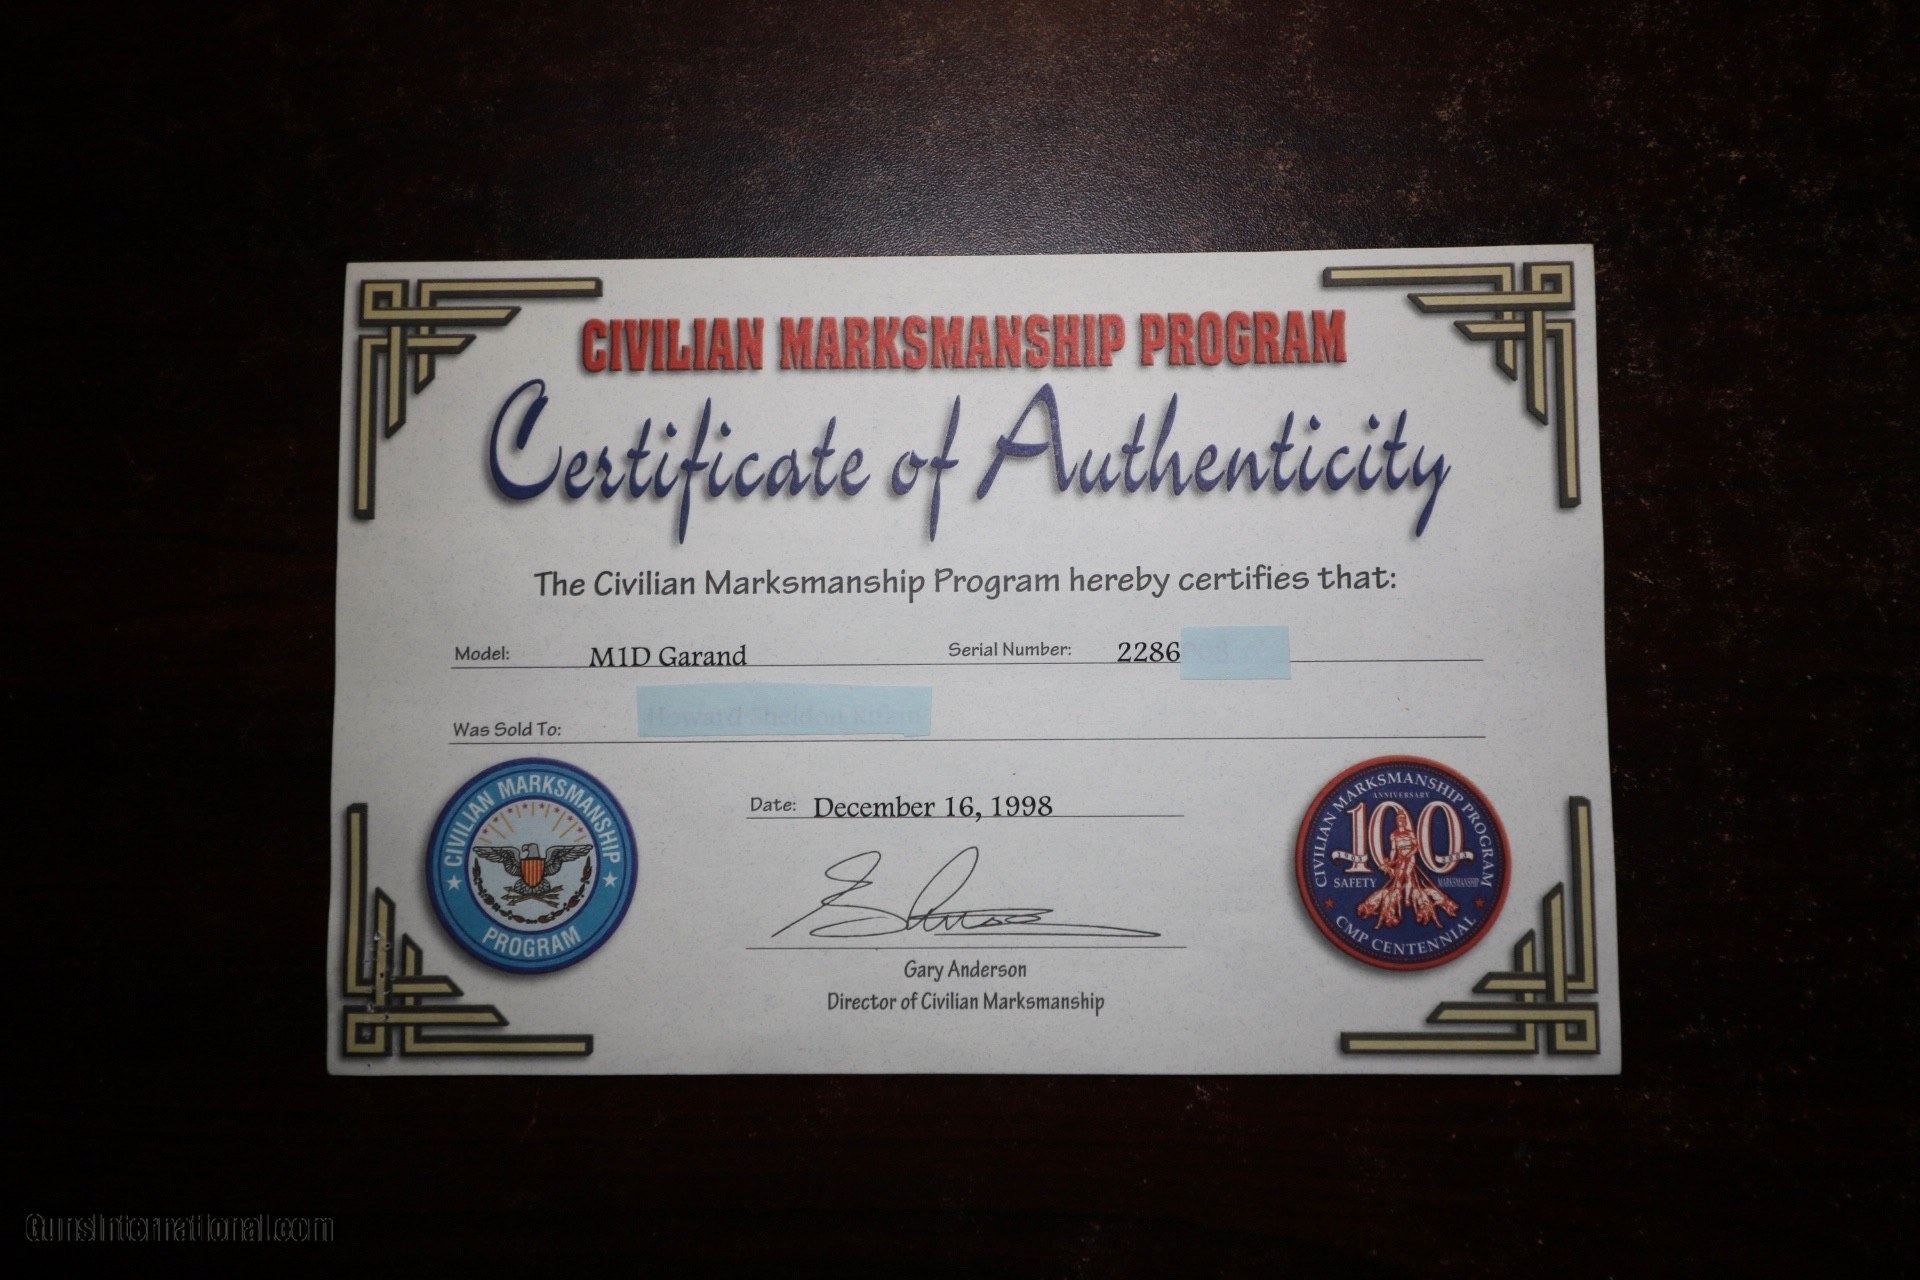 CIVILIAN MARKSMANSHIP PROGRAM
Certificate of Authenticity
The Civilian Marksmanship Program hereby certifies that:
Model: M1D Garand Serial Number: 2286
Was Sold To:
CIVILIAN MARKSMANSHIP PROGRAM
Date: December 16, 1998
CIVILIAN MARKSMANSHIP PROGRAM
ANNIVERSARY
100
SAFETY MARKSMANSHIP
CMP CENTENNIAL
Gary Anderson
Director of Civilian Marksmanship
GunsInternational.com